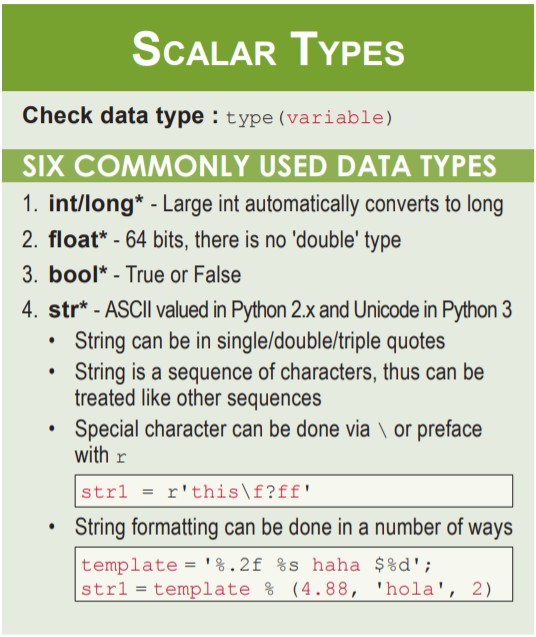 SCALAR TYPES
Check data type : type(variable)
SIX COMMONLY USED DATA TYPES
1. int/long* - Large int automatically converts to long
2. float* - 64 bits, there is no 'double' type
3. bool* - True or False
4. str* - ASCII valued in Python 2.x and Unicode in Python 3
• String can be in single/double/triple quotes
• String is a sequence of characters, thus can be
treated like other sequences
• Special character can be done via \ or preface
with r
str1 = r'this\f?ff'
• String formatting can be done in a number of ways
template = '%.2f %s haha $%d';
str1 = template % (4.88, 'hola', 2)